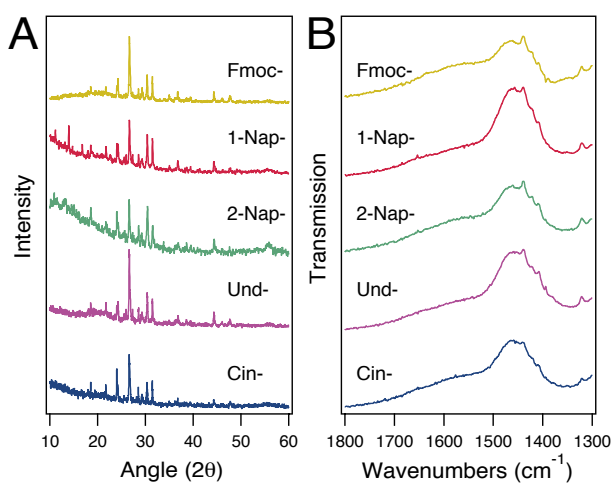 A
Intensity
Fmoc-
1-Nap-
2-Nap-
Und-
Cin-
10 20 30 40 50 60
Angle (2θ)
B
Transmission
Fmoc-
1-Nap-
2-Nap-
Und-
Cin-
1800 1700 1600 1500 1400 1300
Wavenumbers (cm⁻¹)